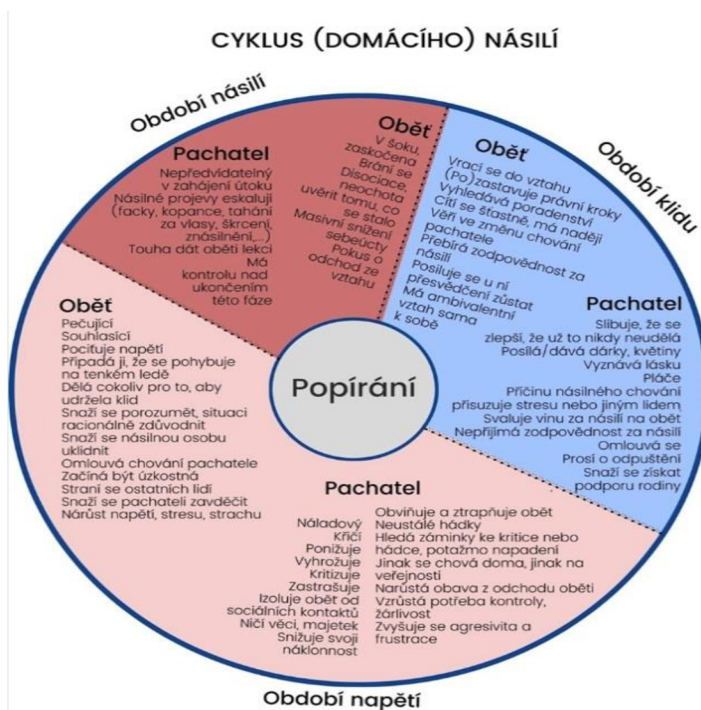 CYKLUS (DOMÁCÍHO) NÁSILÍ
Období násilí
Pachatel
Nepředvídatelný
v zahájení útoku
Násilné projevy eskalují
(facky, kopance, tahání
za vlasy, škrcení,
znásilnění,...)
Touha dát oběti lekci
Má
kontrolu nad
ukončením
této fáze
Oběť
V šoku,
zaskočena
Brání se
Disociace,
neochota
uvěřit tomu, co
se stalo
Masivní snížení
sebeúcty
Pokus o
odchod ze
vztahu
Období klidu
Oběť
Vrací se do vztahu
(Po)zastavuje právní kroky
Vyhledává poradenství
Cítí se šťastně, má naději
Věří ve změnu chování
pachatele
Přebírá zodpovědnost za
násilí
Posiluje se u ní
přesvědčení zůstat
Má ambivalentní
vztah sama
k sobě
Pachatel
Slibuje, že se
zlepší, že už to nikdy neudělá
Posílá/dává dárky, květiny
Vyznává lásku
Pláče
Příčinu násilného chování
přisuzuje stresu nebo jiným lidem
Svaluje vinu za násilí na oběť
Nepřijímá zodpovědnost za násilí
Omlouvá se
Prosí o odpuštění
Snaží se získat
podporu rodiny
Popírání
Oběť
Pečující
Souhlasící
Pociťuje napětí
Připadá jí, že se pohybuje
na tenkém ledě
Dělá cokoliv pro to, aby
udržela klid
Snaží se porozumět, situaci
racionálně zdůvodnit
Snaží se násilnou osobu
uklidnit
Omlouvá chování pachatele
Začíná být úzkostná
Straní se ostatních lidí
Snaží se pachateli zavděčit
Nárůst napětí, stresu, strachu
Pachatel
Náladový
Křičí
Ponižuje
Vyhrožuje
Kritizuje
Zastrašuje
Izoluje oběť od
sociálních kontaktů
Ničí věci, majetek
Snižuje svoji
náklonnost
Obviňuje a ztrapňuje oběť
Neustálé hádky
Hledá záminky ke kritice nebo
hádce, potažmo napadení
Jinak se chová doma, jinak na
veřejnosti
Narůstá obava z odchodu oběti
Vzrůstá potřeba kontroly,
žárlivost
Zvyšuje se agresivita a
frustrace
Období napětí